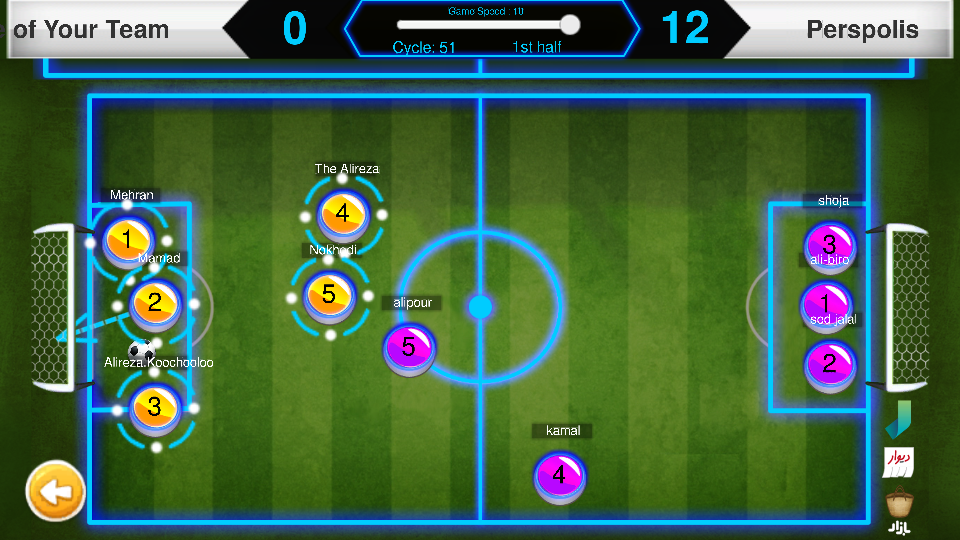 of Your Team
0
Game Speed : 10
Cycle: 51
1st half
12
Perspolis
The Alireza
4
Mehran
1
shoja
3
Nokhodi
5
Mamad
2
ali-biro
1
alipour
5
sed jalal
2
Alireza.Koochooloo
3
kamal
4
دیوار
بازار